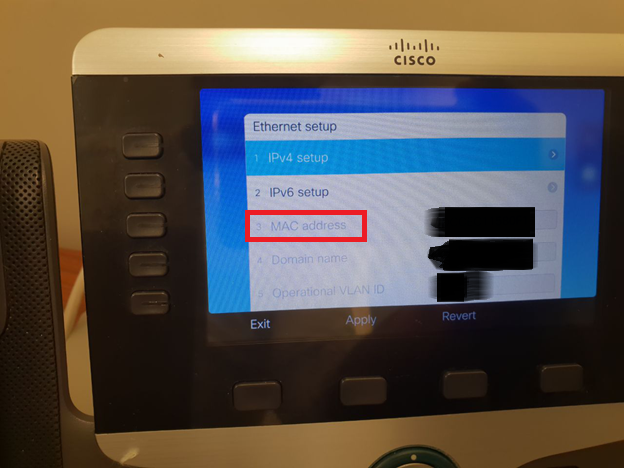 CISCO
Ethernet setup
1 IPv4 setup
2 IPv6 setup
3 MAC address
4 Domain name
5 Operational VLAN ID
Exit Apply Revert